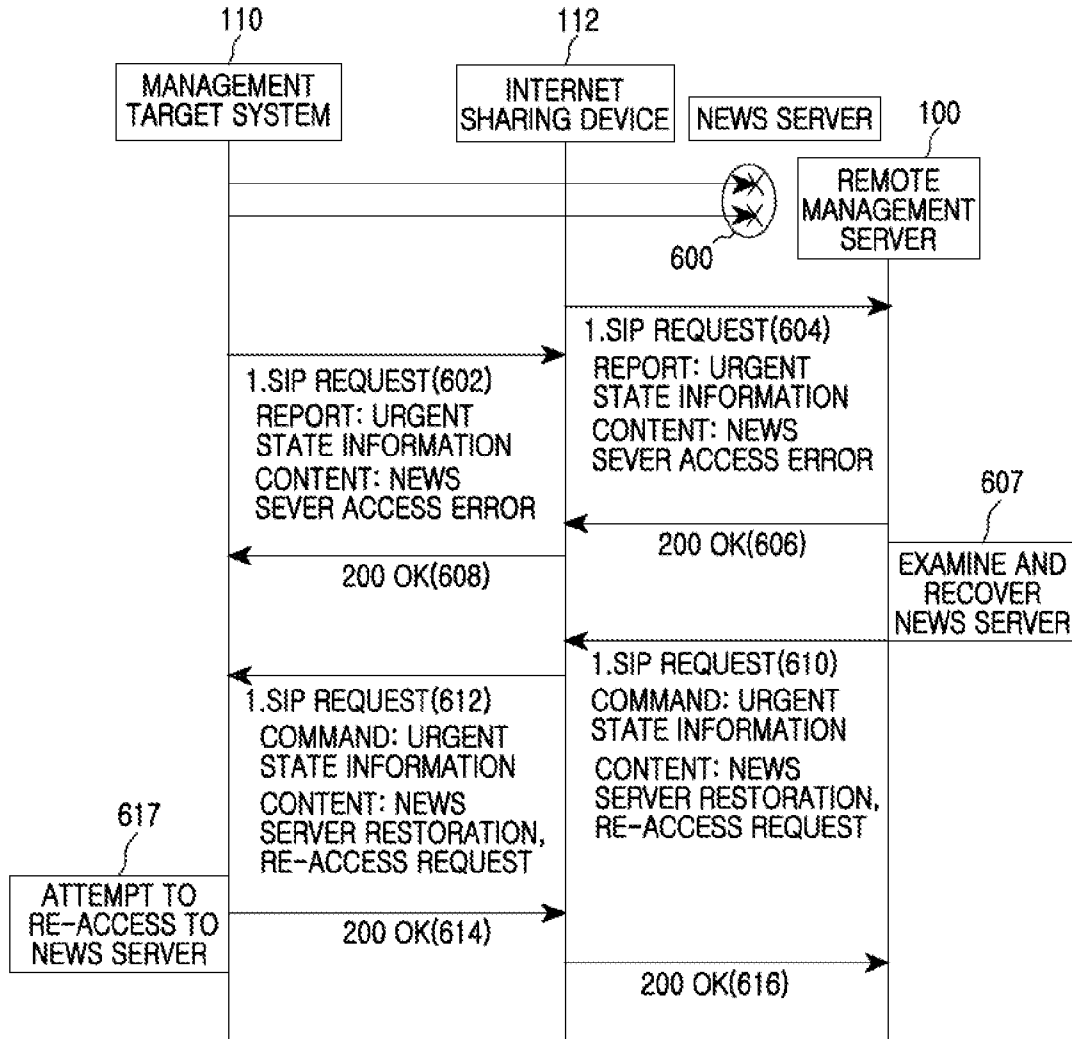 110
112
MANAGEMENT
TARGET SYSTEM
INTERNET
SHARING DEVICE
NEWS SERVER
100
REMOTE
MANAGEMENT
SERVER
600
1.SIP REQUEST(604)
REPORT: URGENT
STATE INFORMATION
CONTENT: NEWS
SEVER ACCESS ERROR
1.SIP REQUEST(602)
REPORT: URGENT
STATE INFORMATION
CONTENT: NEWS
SEVER ACCESS ERROR
607
200 OK(606)
200 OK(608)
EXAMINE AND
RECOVER
NEWS SERVER
1.SIP REQUEST(610)
COMMAND: URGENT
STATE INFORMATION
CONTENT: NEWS
SERVER RESTORATION,
RE-ACCESS REQUEST
1.SIP REQUEST(612)
COMMAND: URGENT
STATE INFORMATION
CONTENT: NEWS
SERVER RESTORATION,
RE-ACCESS REQUEST
617
ATTEMPT TO
RE-ACCESS TO
NEWS SERVER
200 OK(614)
200 OK(616)